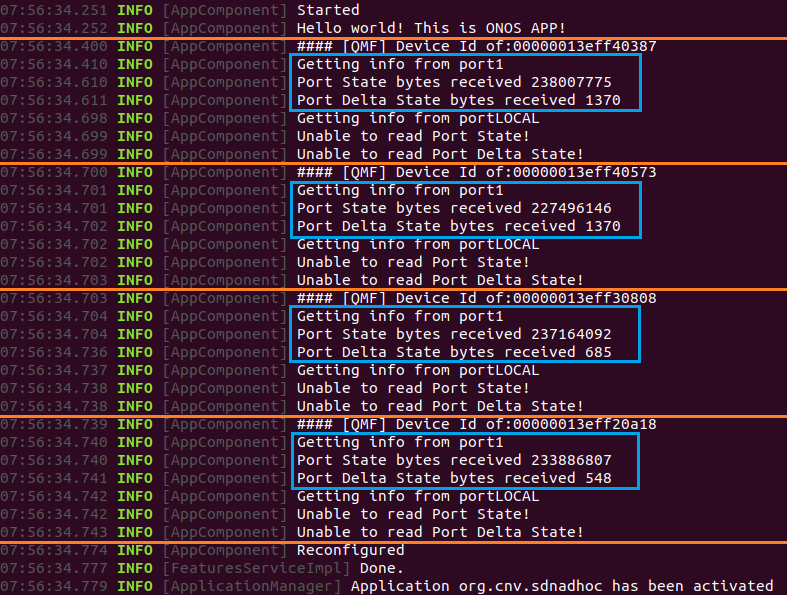 07:56:34.251 INFO [AppComponent] Started
07:56:34.252 INFO [AppComponent] Hello world! This is ONOS APP!
07:56:34.400 INFO [AppComponent] #### [QMF] Device Id of:00000013eff40387
07:56:34.410 INFO [AppComponent] Getting info from port1
07:56:34.610 INFO [AppComponent] Port State bytes received 238007775
07:56:34.611 INFO [AppComponent] Port Delta State bytes received 1370
07:56:34.698 INFO [AppComponent] Getting info from portLOCAL
07:56:34.699 INFO [AppComponent] Unable to read Port State!
07:56:34.699 INFO [AppComponent] Unable to read Port Delta State!
07:56:34.700 INFO [AppComponent] #### [QMF] Device Id of:00000013eff40573
07:56:34.701 INFO [AppComponent] Getting info from port1
07:56:34.701 INFO [AppComponent] Port State bytes received 227496146
07:56:34.702 INFO [AppComponent] Port Delta State bytes received 1370
07:56:34.702 INFO [AppComponent] Getting info from portLOCAL
07:56:34.702 INFO [AppComponent] Unable to read Port State!
07:56:34.703 INFO [AppComponent] Unable to read Port Delta State!
07:56:34.703 INFO [AppComponent] #### [QMF] Device Id of:00000013eff30808
07:56:34.704 INFO [AppComponent] Getting info from port1
07:56:34.704 INFO [AppComponent] Port State bytes received 237164092
07:56:34.736 INFO [AppComponent] Port Delta State bytes received 685
07:56:34.737 INFO [AppComponent] Getting info from portLOCAL
07:56:34.738 INFO [AppComponent] Unable to read Port State!
07:56:34.738 INFO [AppComponent] Unable to read Port Delta State!
07:56:34.739 INFO [AppComponent] #### [QMF] Device Id of:00000013eff20a18
07:56:34.740 INFO [AppComponent] Getting info from port1
07:56:34.740 INFO [AppComponent] Port State bytes received 233886807
07:56:34.741 INFO [AppComponent] Port Delta State bytes received 548
07:56:34.742 INFO [AppComponent] Getting info from portLOCAL
07:56:34.742 INFO [AppComponent] Unable to read Port State!
07:56:34.743 INFO [AppComponent] Unable to read Port Delta State!
07:56:34.774 INFO [AppComponent] Reconfigured
07:56:34.777 INFO [FeaturesServiceImpl] Done.
07:56:34.779 INFO [ApplicationManager] Application org.cnv.sdnadhoc has been activated